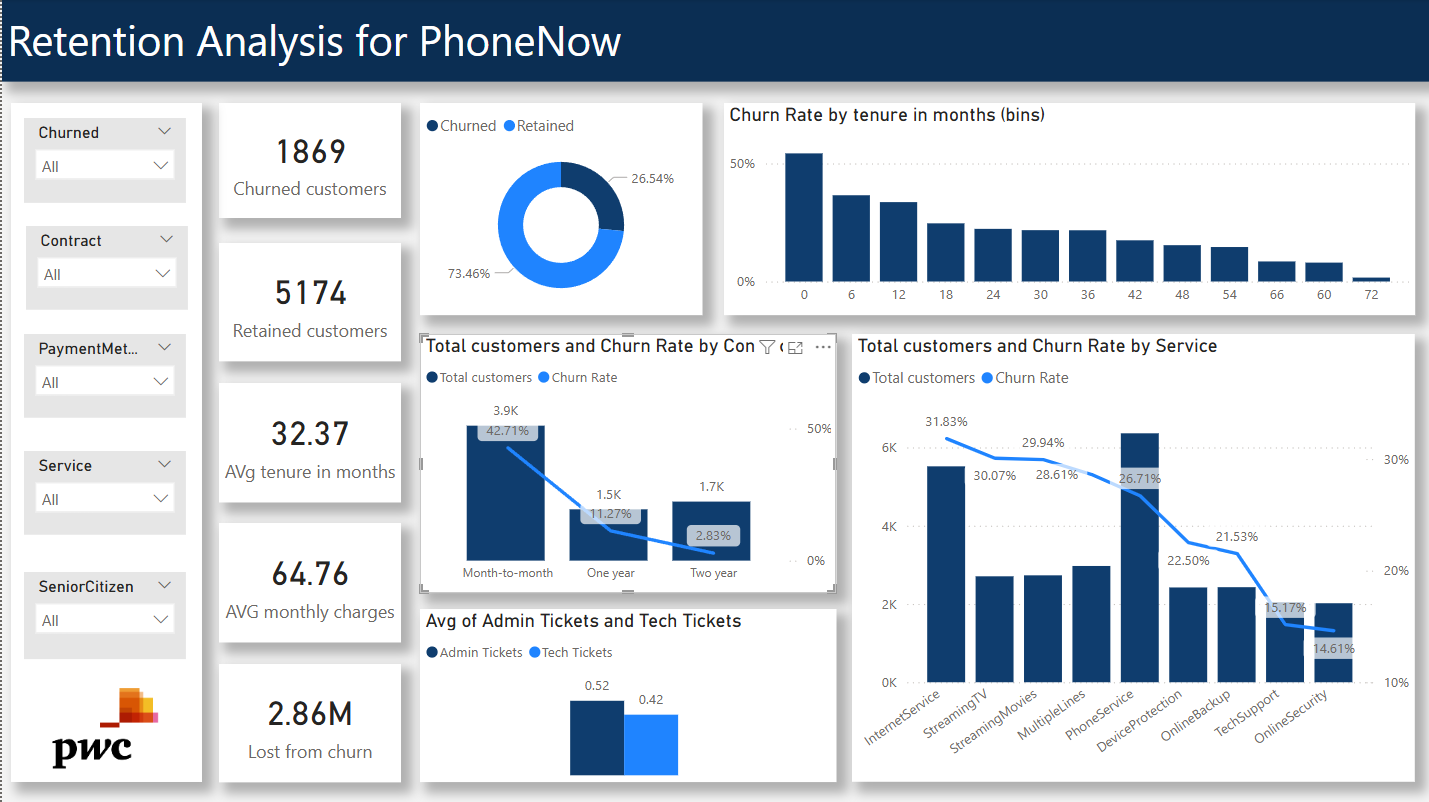 Retention Analysis for PhoneNow
Churned
All
Contract
All
PaymentMet...
All
Service
All
SeniorCitizen
All
pwc
1869
Churned customers
5174
Retained customers
32.37
AVg tenure in months
64.76
AVG monthly charges
2.86M
Lost from churn
Churned Retained
26.54%
73.46%
Churn Rate by tenure in months (bins)
50%
0%
0 6 12 18 24 30 36 42 48 54 66 60 72
Total customers and Churn Rate by Con
Total customers Churn Rate
3.9K
42.71%
50%
1.5K
11.27%
1.7K
2.83%
0%
Month-to-month One year Two year
Avg of Admin Tickets and Tech Tickets
Admin Tickets Tech Tickets
0.52
0.42
Total customers and Churn Rate by Service
Total customers Churn Rate
31.83%
30.07%
29.94%
28.61%
26.71%
22.50%
21.53%
15.17%
14.61%
6K
4K
2K
0K
30%
20%
10%
InternetService
StreamingTV
StreamingMovies
MultipleLines
PhoneService
DeviceProtection
OnlineBackup
TechSupport
OnlineSecurity